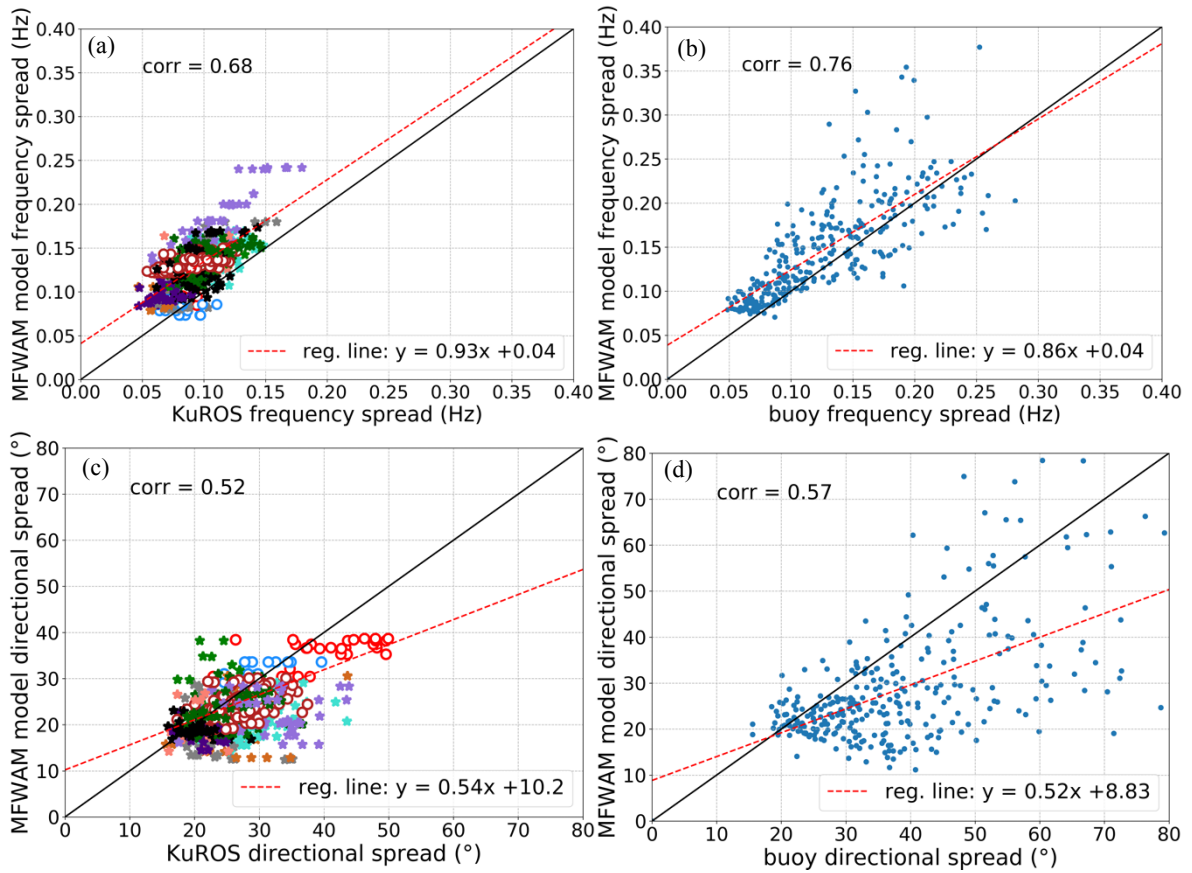 (a)
corr = 0.68
MFWAM model frequency spread (Hz)
0.40
0.35
0.30
0.25
0.20
0.15
0.10
0.05
0.00
reg. line: y = 0.93x +0.04
0.00 0.05 0.10 0.15 0.20 0.25 0.30 0.35 0.40
KuROS frequency spread (Hz)
(b)
corr = 0.76
MFWAM model frequency spread (Hz)
0.40
0.35
0.30
0.25
0.20
0.15
0.10
0.05
0.00
reg. line: y = 0.86x +0.04
0.00 0.05 0.10 0.15 0.20 0.25 0.30 0.35 0.40
buoy frequency spread (Hz)
(c)
corr = 0.52
MFWAM model directional spread (°)
80
70
60
50
40
30
20
10
0
reg. line: y = 0.54x +10.2
0 10 20 30 40 50 60 70 80
KuROS directional spread (°)
(d)
corr = 0.57
MFWAM model directional spread (°)
80
70
60
50
40
30
20
10
0
reg. line: y = 0.52x +8.83
0 10 20 30 40 50 60 70 80
buoy directional spread (°)